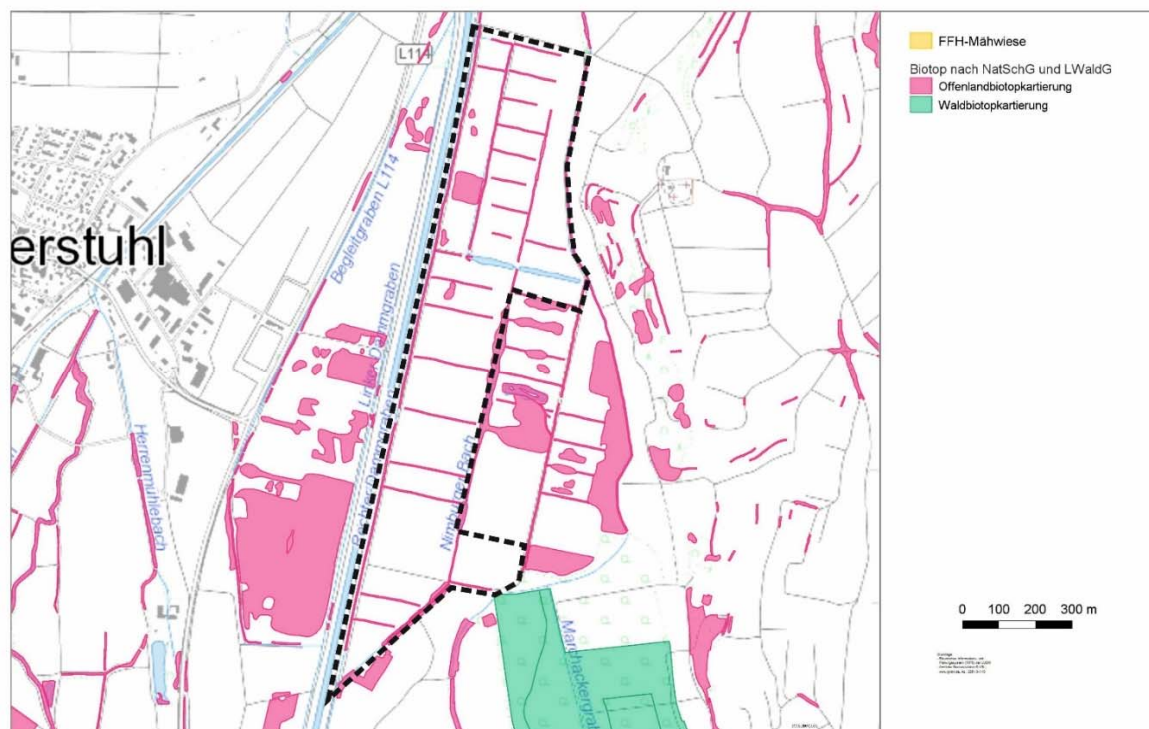 FFH-Mähwiese
Biotop nach NatSchG und LWaldG
Offenlandbiotopkartierung
Waldbiotopkartierung
L114
Begleitgraben L114
Linker Dammgraben
erstuhl
Rechter Dammgraben
Nimburger Bach
Herrenmühlebach
Marchackergrab
0 100 200 300 m